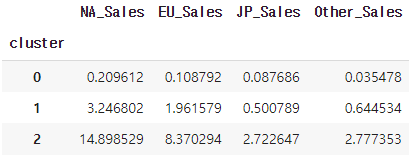 NA_Sales EU_Sales JP_Sales Other_Sales
cluster
0 0.209612 0.108792 0.087686 0.035478
1 3.246802 1.961579 0.500789 0.644534
2 14.898529 8.370294 2.722647 2.777353